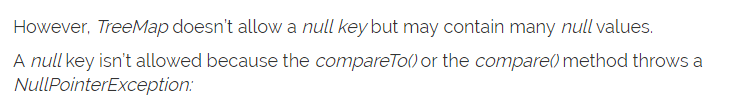 However, TreeMap doesn't allow a null key but may contain many null values.
A null key isn't allowed because the compareTo() or the compare() method throws a
NullPointerException: